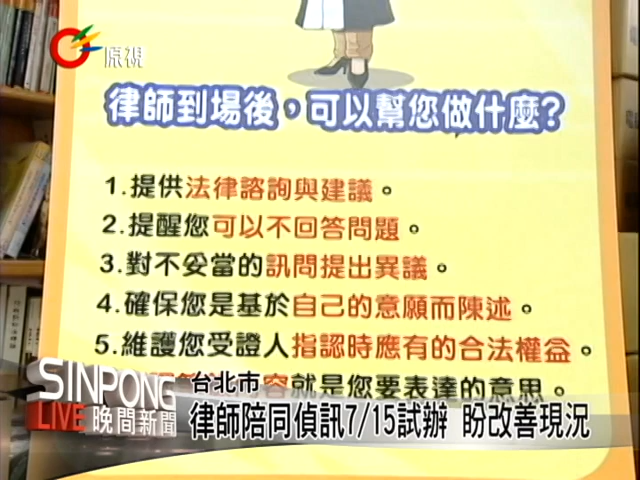 原視
律師到場後，可以幫您做什麼？
1.提供法律諮詢與建議。
2.提醒您可以不回答問題。
3.對不妥當的訊問提出異議。
4.確保您是基於自己的意願而陳述。
5.維護您受證人指認時應有的合法權益。
容就是您要表達的意思。
SINPONG
LIVE 晚間新聞
台北市
律師陪同偵訊7/15試辦 盼改善現況